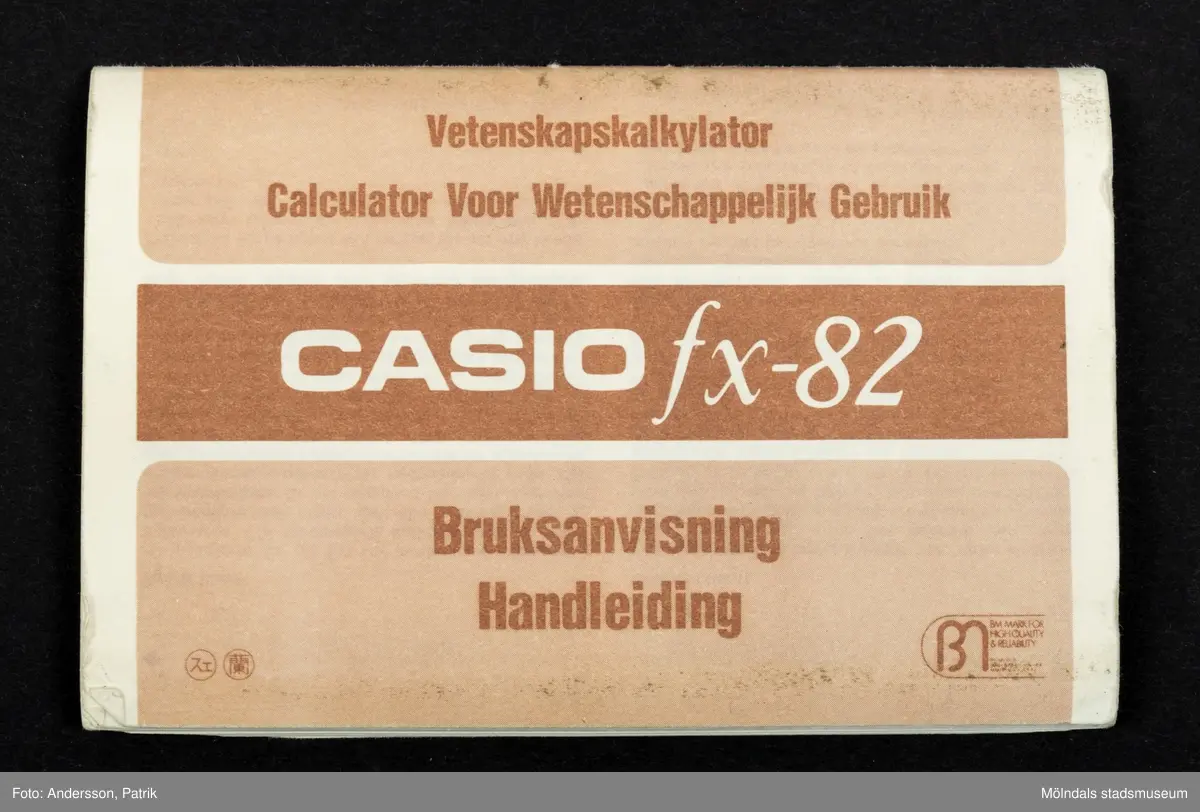 Vetenskapskalkylator
Calculator Voor Wetenschappelijk Gebruik
CASIO fx-82
Bruksanvisning
Handleiding
スェ 蘭
BM MARK FOR
HIGH QUALITY
& RELIABILITY
Foto: Andersson, Patrik
Mölndals stadsmuseum